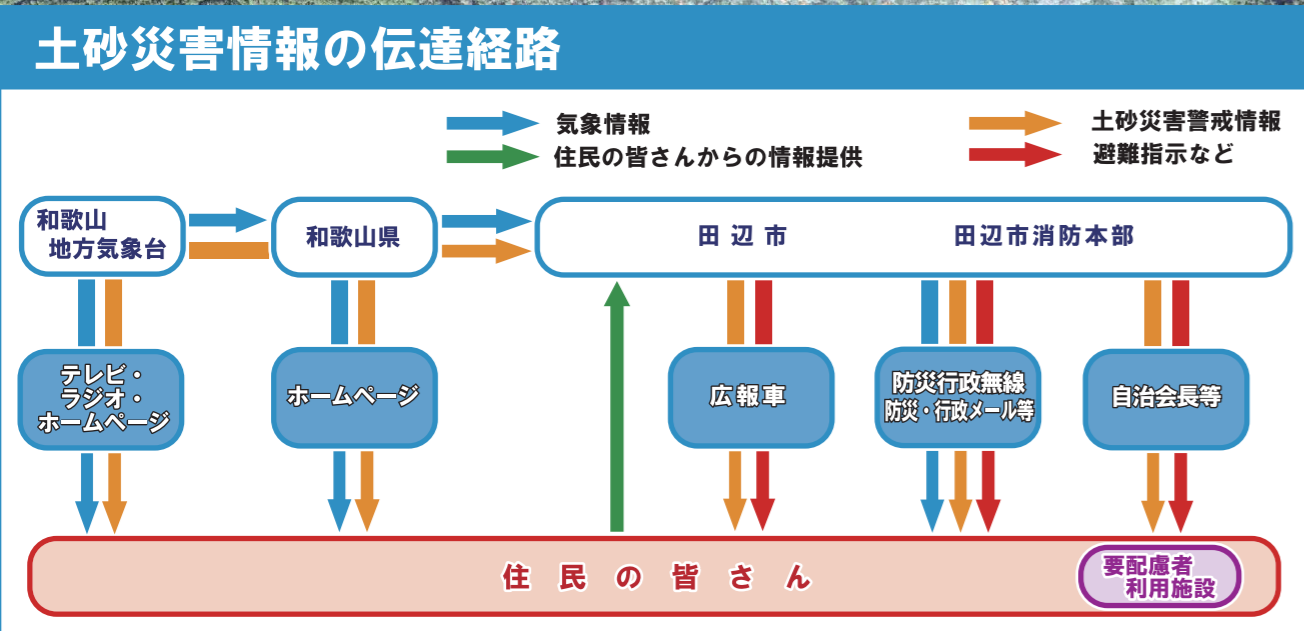 土砂災害情報の伝達経路
気象情報
住民の皆さんからの情報提供
土砂災害警戒情報
避難指示など
和歌山
地方気象台
和歌山県
田辺市
田辺市消防本部
テレビ・
ラジオ・
ホームページ
ホームページ
広報車
防災行政無線
防災・行政メール等
自治会長等
住民の皆さん
要配慮者
利用施設